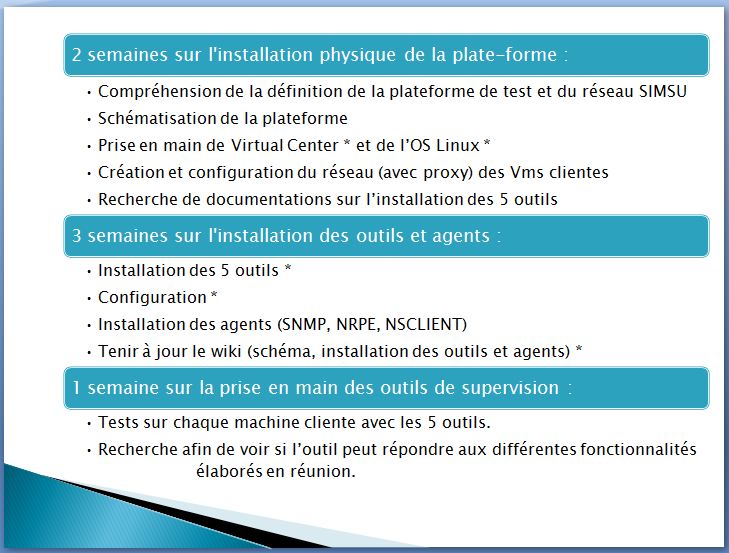 2 semaines sur l'installation physique de la plate-forme :
• Compréhension de la définition de la plateforme de test et du réseau SIMSU
• Schématisation de la plateforme
• Prise en main de Virtual Center * et de l’OS Linux *
• Création et configuration du réseau (avec proxy) des Vms clientes
• Recherche de documentations sur l’installation des 5 outils
3 semaines sur l'installation des outils et agents :
• Installation des 5 outils *
• Configuration *
• Installation des agents (SNMP, NRPE, NSCLIENT)
• Tenir à jour le wiki (schéma, installation des outils et agents) *
1 semaine sur la prise en main des outils de supervision :
• Tests sur chaque machine cliente avec les 5 outils.
• Recherche afin de voir si l’outil peut répondre aux différentes fonctionnalités
élaborés en réunion.